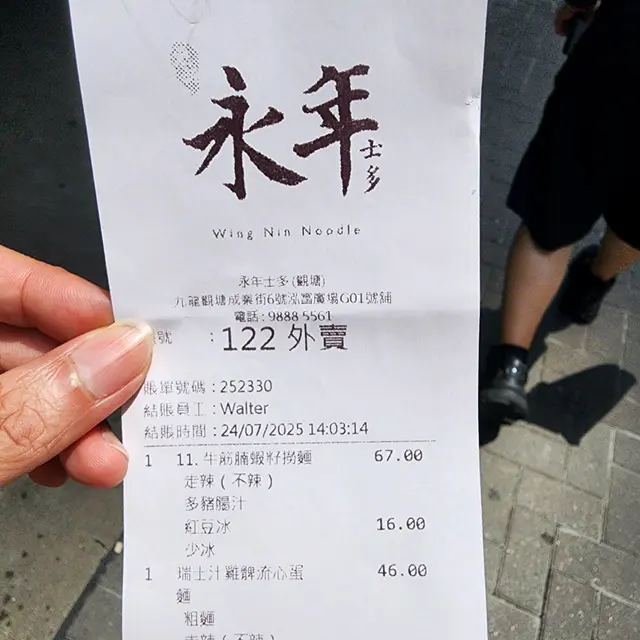 永年
士多
Wing Nin Noodle
永年士多(觀塘)
九龍觀塘成業街6號泓富廣場G01號舖
電話:9888 5561
號 : 122 外賣
賬單號碼 : 252330
結賬員工 : Walter
結賬時間 : 24/07/2025 14:03:14
1 11. 牛筋腩蝦籽撈麵 67.00
走辣 ( 不辣 )
多豬腸汁
紅豆冰 16.00
少冰
1 瑞士汁雞髀流心蛋 46.00
麵
粗麵
走辣 ( 不辣 )